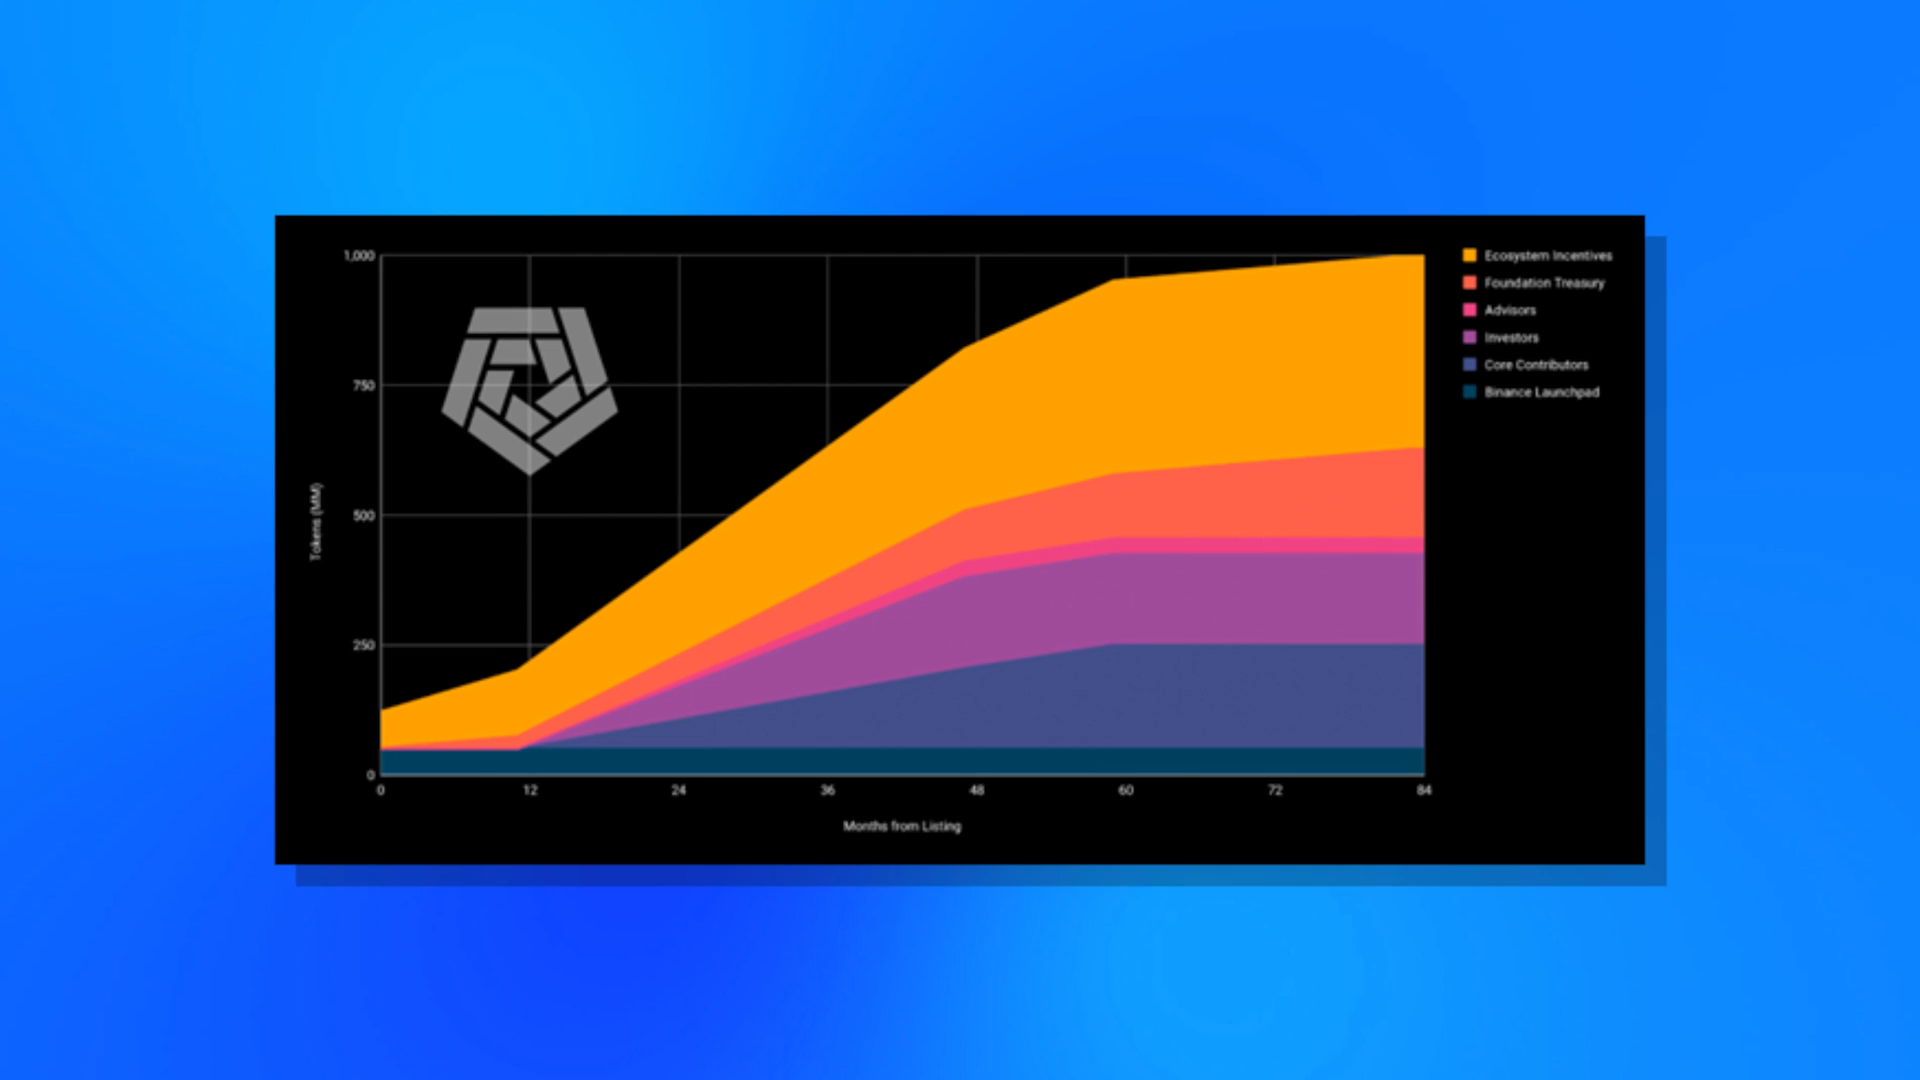 1,000
750
500
250
0
Tokens (MM)
0 12 24 36 48 60 72 84
Months from Listing
Ecosystem Incentives
Foundation Treasury
Advisors
Investors
Core Contributors
Binance Launchpad